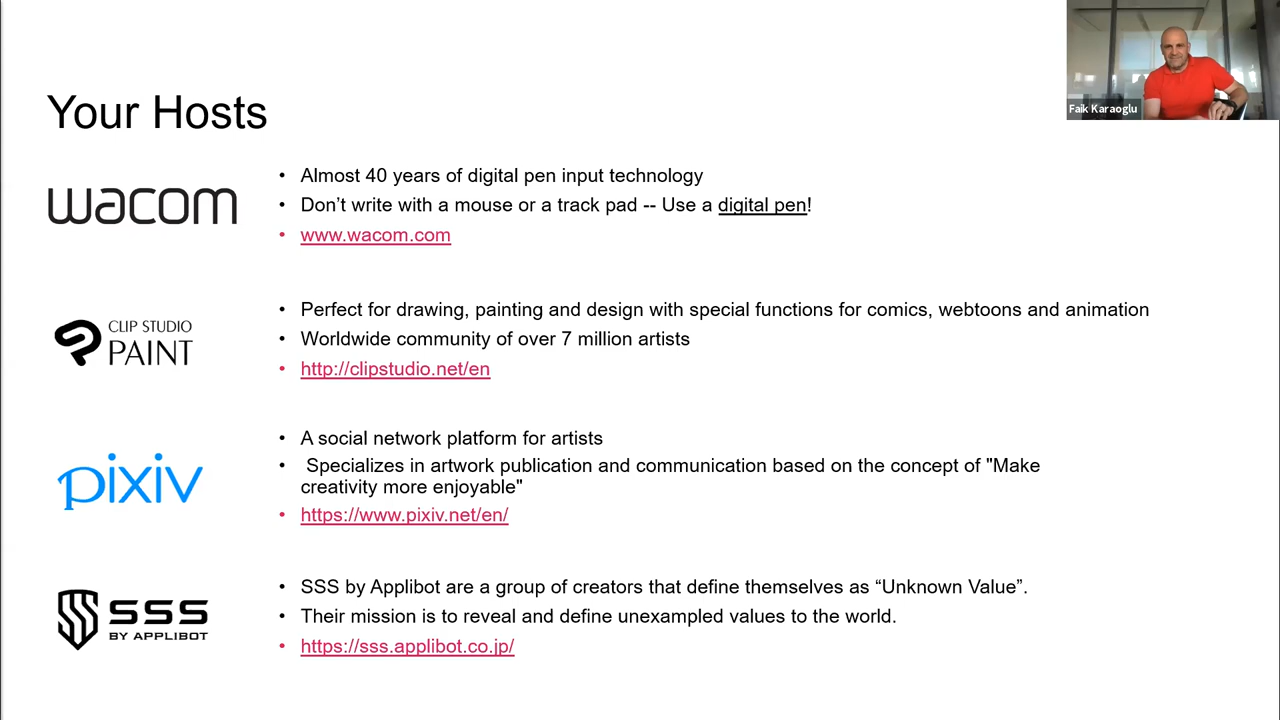 Faik Karaoglu
Your Hosts
wacom
• Almost 40 years of digital pen input technology
• Don’t write with a mouse or a track pad -- Use a digital pen!
• www.wacom.com
CLIP STUDIO
PAINT
• Perfect for drawing, painting and design with special functions for comics, webtoons and animation
• Worldwide community of over 7 million artists
• http://clipstudio.net/en
pixiv
• A social network platform for artists
• Specializes in artwork publication and communication based on the concept of "Make
creativity more enjoyable"
• https://www.pixiv.net/en/
SSS
BY APPLIBOT
• SSS by Applibot are a group of creators that define themselves as “Unknown Value”.
• Their mission is to reveal and define unexampled values to the world.
• https://sss.applibot.co.jp/